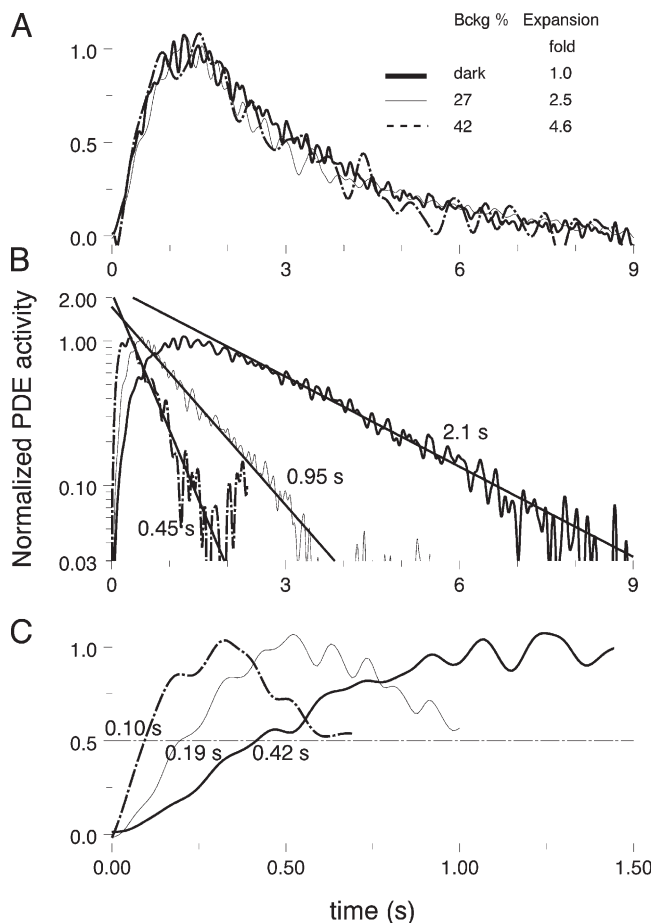 A
Bckg % Expansion
fold
dark 1.0
27 2.5
42 4.6
1.0
0.5
0.0
0 3 6 9
B
Normalized PDE activity
2.00
1.00
0.10
0.03
2.1 s
0.95 s
0.45 s
0 3 6 9
C
1.0
0.5
0.0
0.10 s
0.19 s 0.42 s
0.00 0.50 1.00 1.50
time (s)